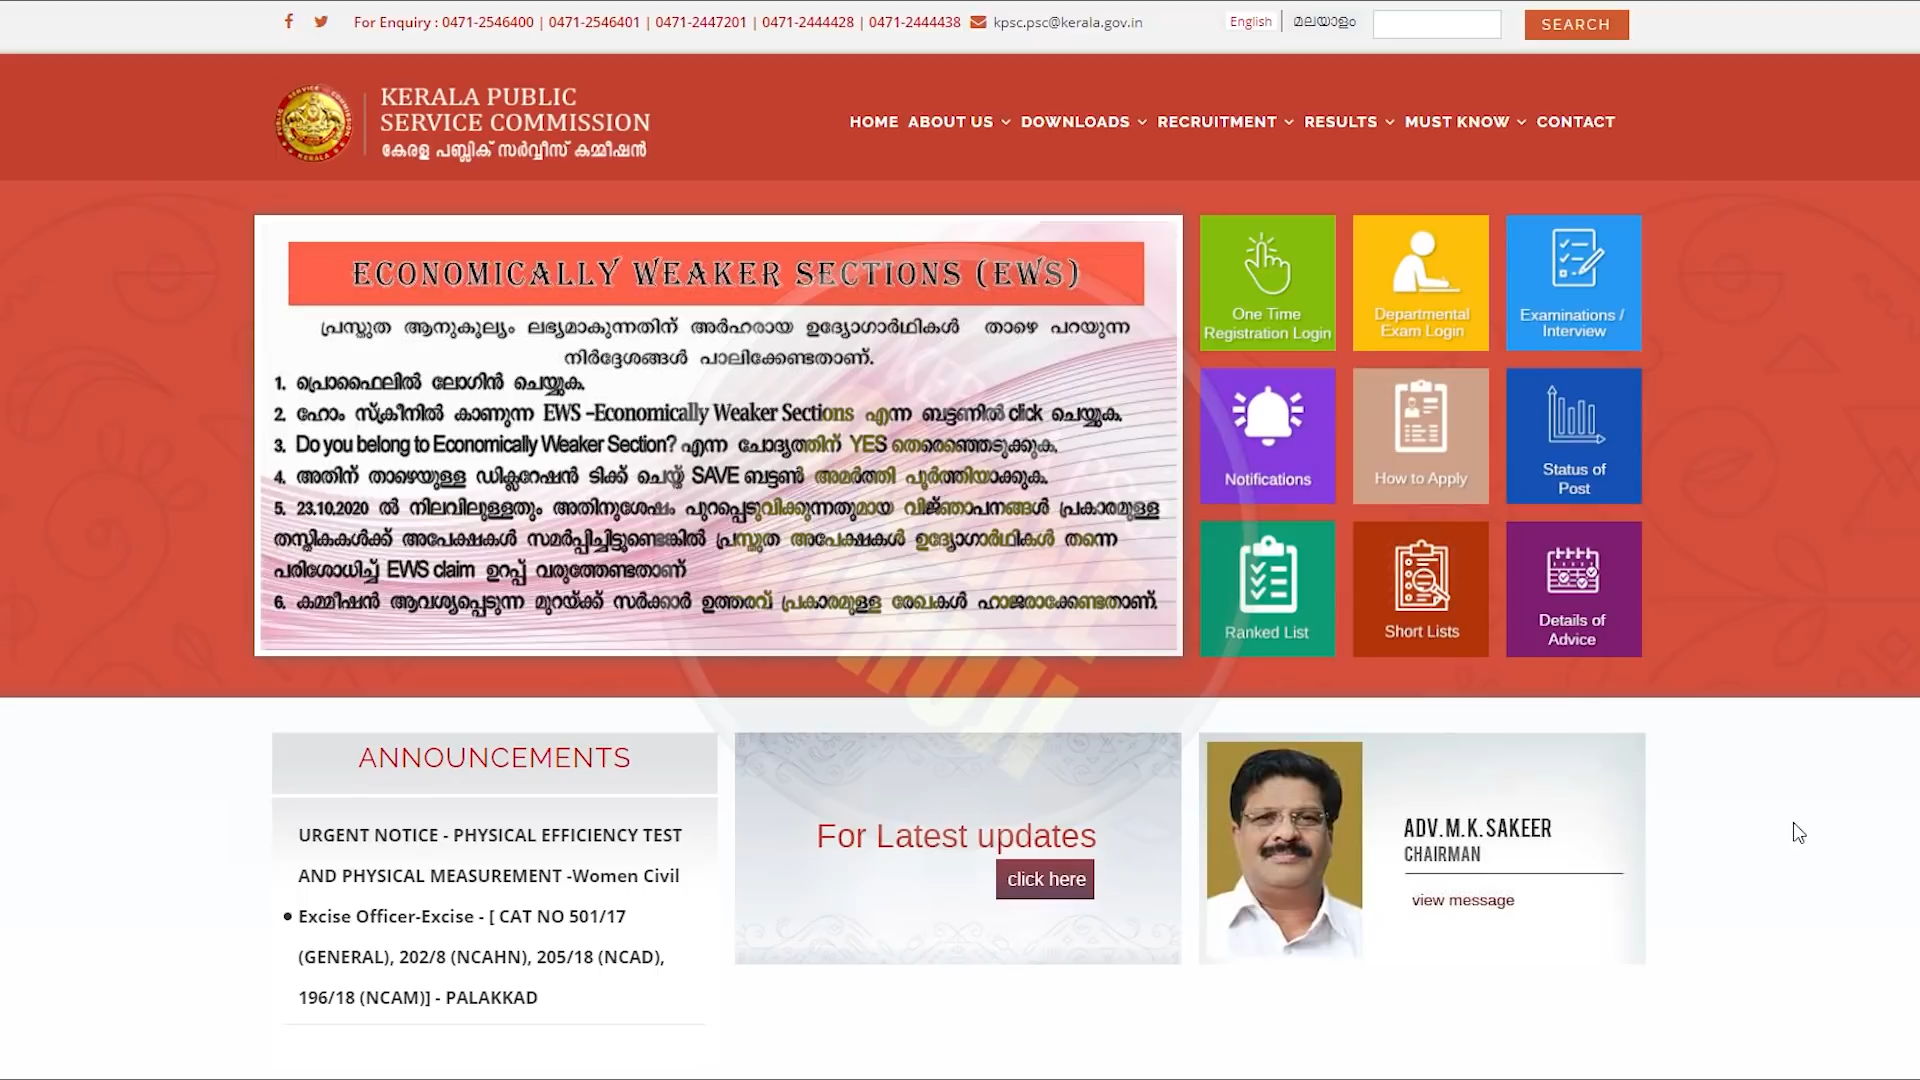 For Enquiry : 0471-2546400 | 0471-2546401 | 0471-2447201 | 0471-2444428 | 0471-2444438 kpsc.psc@kerala.gov.in English | മലയാളം SEARCH
KERALA PUBLIC
SERVICE COMMISSION
കേരള പബ്ലിക് സർവ്വീസ് കമ്മീഷൻ
HOME ABOUT US DOWNLOADS RECRUITMENT RESULTS MUST KNOW CONTACT
ECONOMICALLY WEAKER SECTIONS (EWS)
പ്രസ്തുത ആനുകൂല്യം ലഭ്യമാകുന്നതിന് അർഹരായ ഉദ്യോഗാർഥികൾ താഴെ പറയുന്ന
നിർദ്ദേശങ്ങൾ പാലിക്കേണ്ടതാണ്.
1. പ്രൊഫൈലിൽ ലോഗിൻ ചെയ്യുക.
2. ഹോം സ്ക്രീനിൽ കാണുന്ന EWS -Economically Weaker Sections എന്ന ബട്ടണിൽ click ചെയ്യുക.
3. Do you belong to Economically Weaker Section? എന്ന ചോദ്യത്തിന് YES തെരഞ്ഞെടുക്കുക.
4. അതിന് താഴെയുള്ള ഡിക്ലറേഷൻ ടിക്ക് ചെയ്ത് SAVE ബട്ടൺ അമർത്തി പൂർത്തിയാക്കുക.
5. 23.10.2020 ൽ നിലവിലുള്ളതും അതിനുശേഷം പുറപ്പെടുവിക്കുന്നതുമായ വിജ്ഞാപനങ്ങൾ പ്രകാരമുള്ള
തസ്തികകൾക്ക് അപേക്ഷകൾ സമർപ്പിച്ചിട്ടുണ്ടെങ്കിൽ പ്രസ്തുത അപേക്ഷകൾ ഉദ്യോഗാർഥികൾ തന്നെ
പരിശോധിച്ച് EWS claim ഉറപ്പ് വരുത്തേണ്ടതാണ്
6. കമ്മീഷൻ ആവശ്യപ്പെടുന്ന മുറയ്ക്ക് സർക്കാർ ഉത്തരവ് പ്രകാരമുള്ള രേഖകൾ ഹാജരാക്കേണ്ടതാണ്.
One Time
Registration Login
Departmental
Exam Login
Examinations /
Interview
Notifications
How to Apply
Status of
Post
Ranked List
Short Lists
Details of
Advice
ANNOUNCEMENTS
URGENT NOTICE - PHYSICAL EFFICIENCY TEST
AND PHYSICAL MEASUREMENT -Women Civil
Excise Officer-Excise - [ CAT NO 501/17
(GENERAL), 202/8 (NCAHN), 205/18 (NCAD),
196/18 (NCAM)] - PALAKKAD
For Latest updates
click here
ADV.M.K.SAKEER
CHAIRMAN
view message